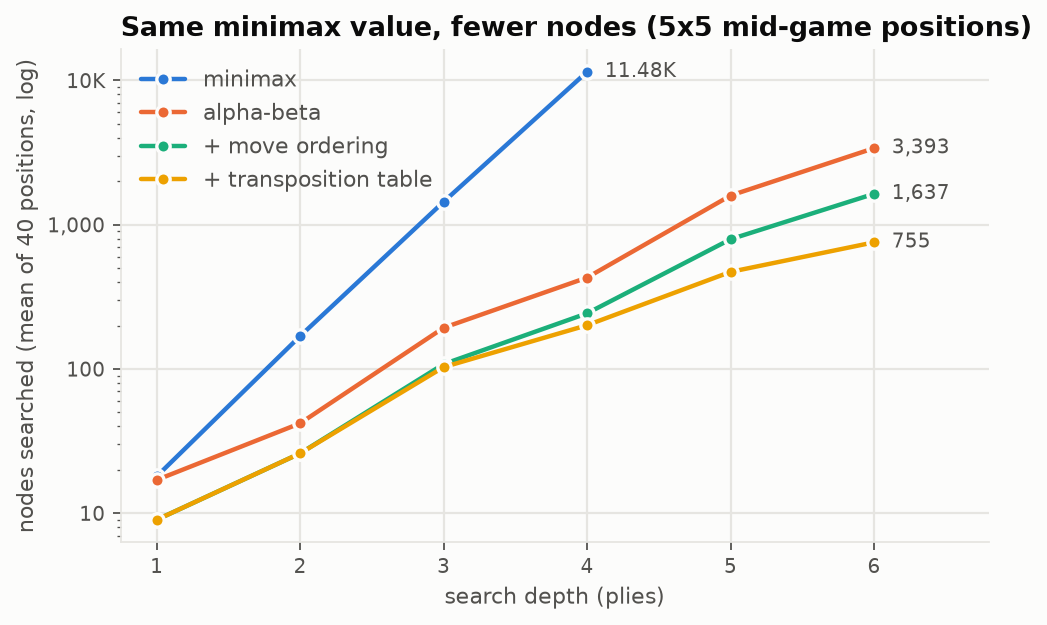 Same minimax value, fewer nodes (5x5 mid-game positions)
nodes searched (mean of 40 positions, log)
10K
1,000
100
10
minimax
alpha-beta
+ move ordering
+ transposition table
11.48K
3,393
1,637
755
1 2 3 4 5 6
search depth (plies)